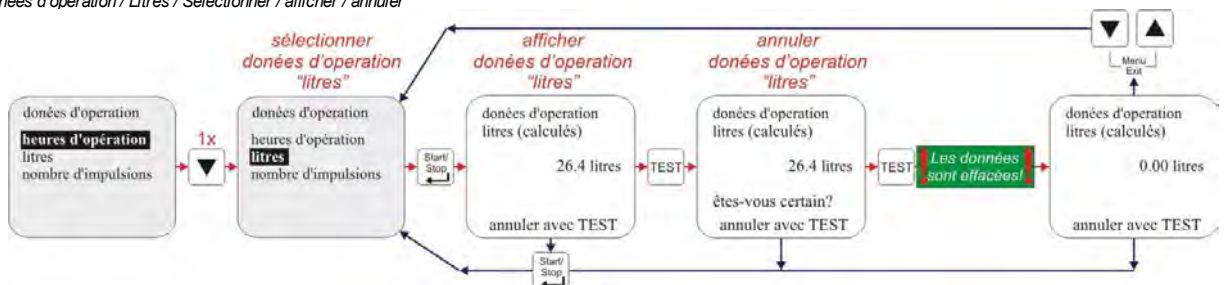 d'opération / Litres / Sélectionner / afficher / annuler
sélectionner
donées d'operation
"litres"
afficher
donées d'operation
"litres"
annuler
donées d'operation
"litres"
Menu
Exit
donées d'operation
heures d'opération
litres
nombre d'impulsions
1x
donées d'operation
heures d'opération
litres
nombre d'impulsions
Start/
Stop
donées d'operation
litres (calculés)
26.4 litres
annuler avec TEST
TEST
donées d'operation
litres (calculés)
26.4 litres
êtes-vous certain?
annuler avec TEST
TEST
! Les données !
sont effacées!
donées d'operation
litres (calculés)
0.00 litres
annuler avec TEST
Start/
Stop